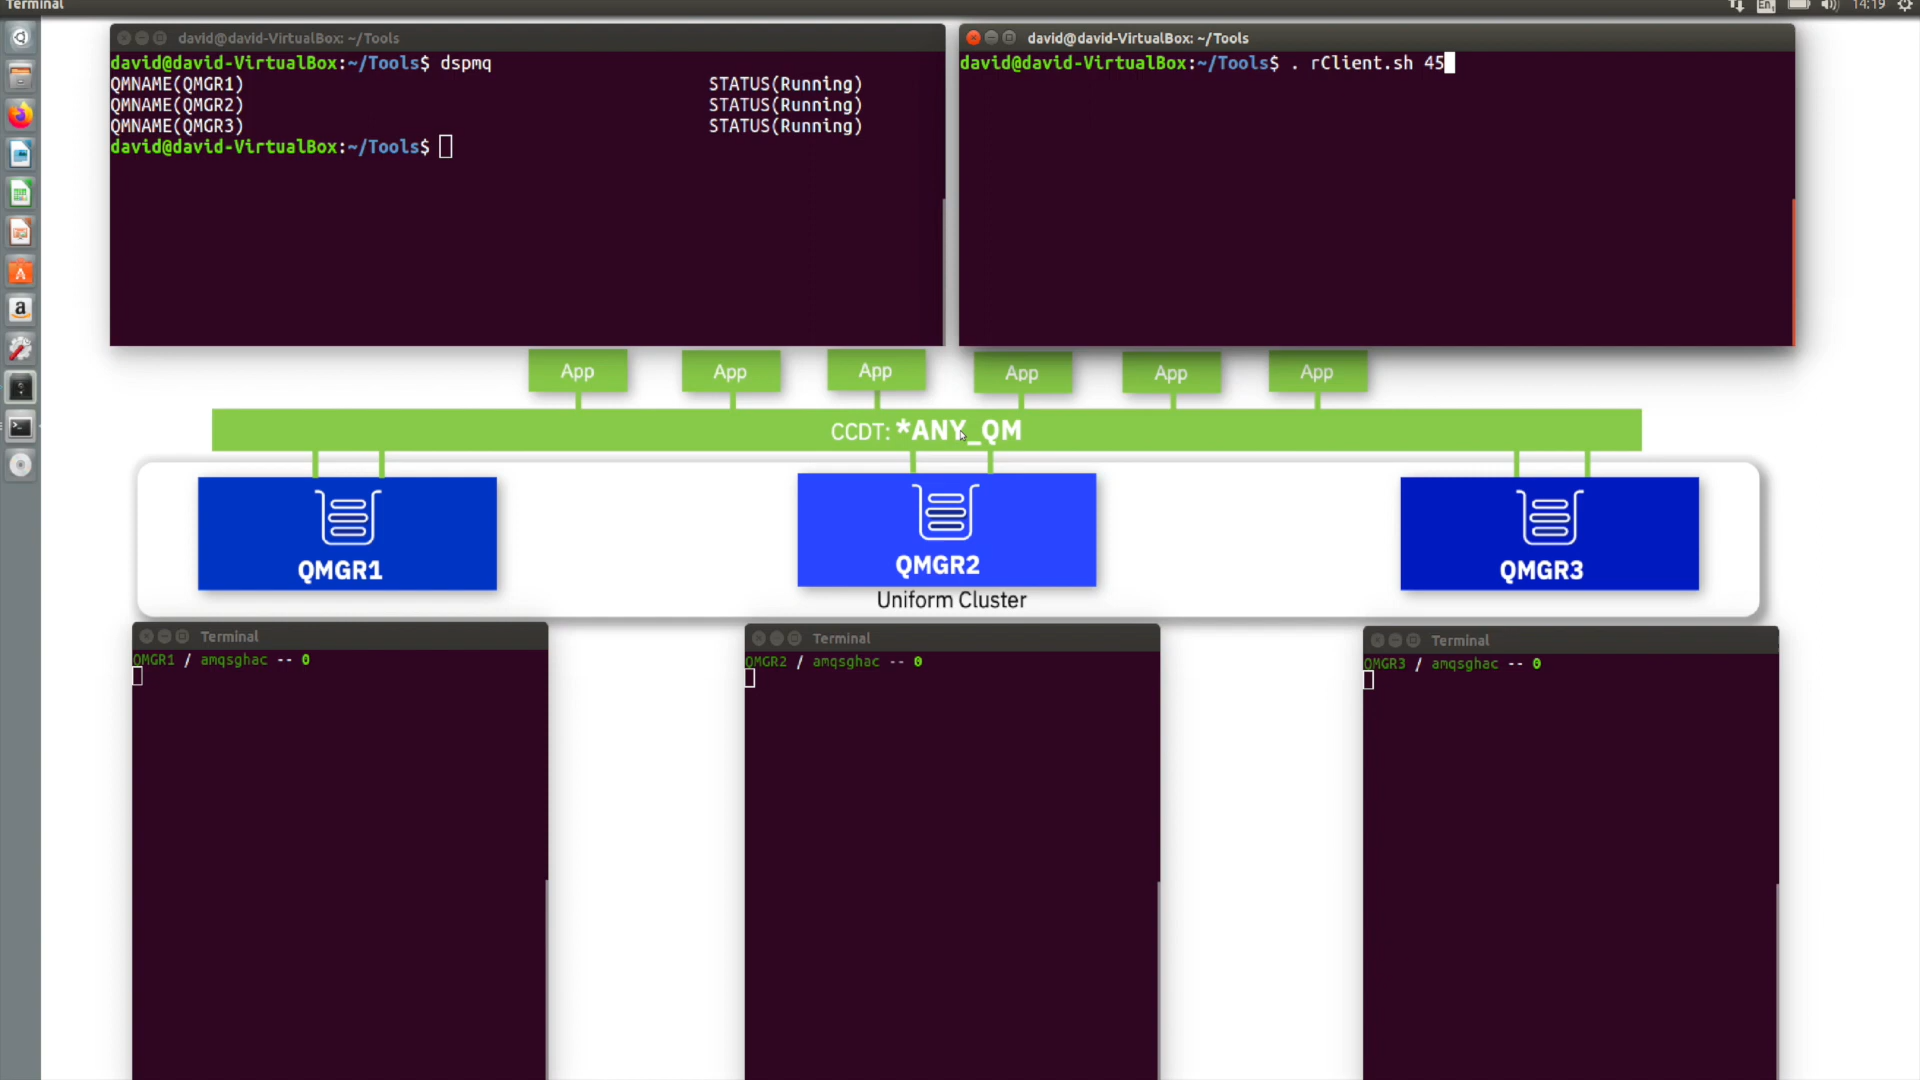 Terminal
En
14:19
david@david-VirtualBox: ~/Tools
david@david-VirtualBox:~/Tools$ dspmq
QMNAME(QMGR1) STATUS(Running)
QMNAME(QMGR2) STATUS(Running)
QMNAME(QMGR3) STATUS(Running)
david@david-VirtualBox:~/Tools$
david@david-VirtualBox: ~/Tools
david@david-VirtualBox:~/Tools$ . rClient.sh 45
App
App
App
App
App
App
CCDT: *ANY_QM
QMGR1
QMGR2
QMGR3
Uniform Cluster
Terminal
QMGR1 / amqsghac -- 0
Terminal
QMGR2 / amqsghac -- 0
Terminal
QMGR3 / amqsghac -- 0